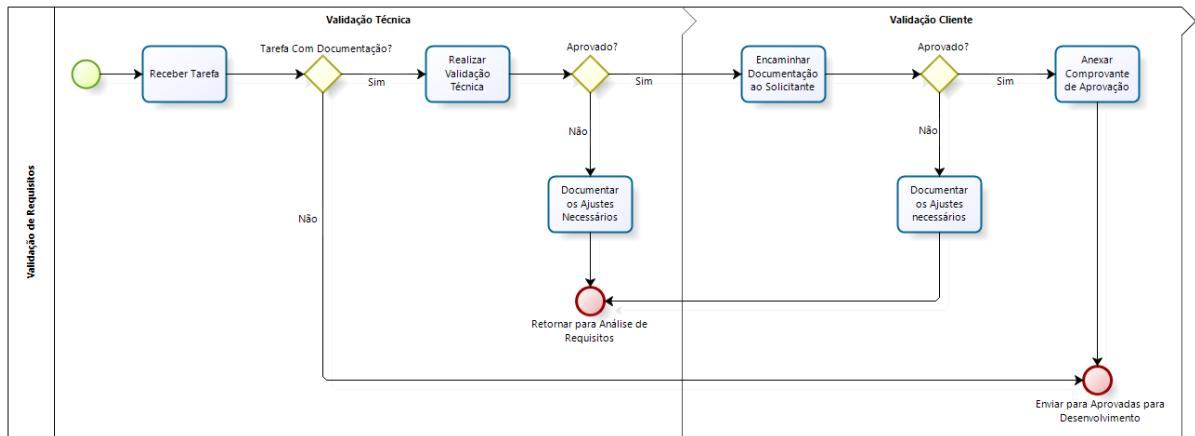 Validação Técnica
Validação Cliente
Validação de Requisitos
Tarefa Com Documentação?
Aprovado?
Aprovado?
Receber Tarefa
Sim
Realizar
Validação
Técnica
Sim
Encaminhar
Documentação
ao Solicitante
Sim
Anexar
Comprovante
de Aprovação
Não
Não
Não
Documentar
os Ajustes
Necessários
Documentar
os Ajustes
necessários
Retornar para Análise de
Requisitos
Enviar para Aprovadas para
Desenvolvimento